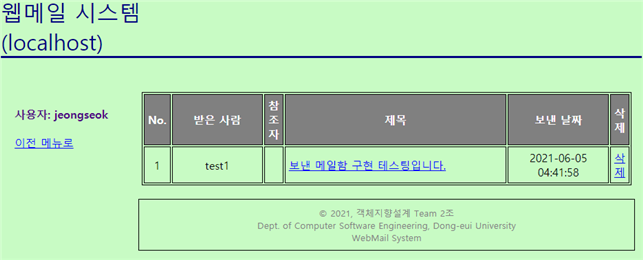 웹메일 시스템
(localhost)
사용자: jeongseok
이전 메뉴로
No. 받은 사람 참조자 제목 보낸 날짜 삭제
1 test1 보낸 메일함 구현 테스팅입니다. 2021-06-05 04:41:58 삭제
© 2021, 객체지향설계 Team 2조
Dept. of Computer Software Engineering, Dong-eui University
WebMail System